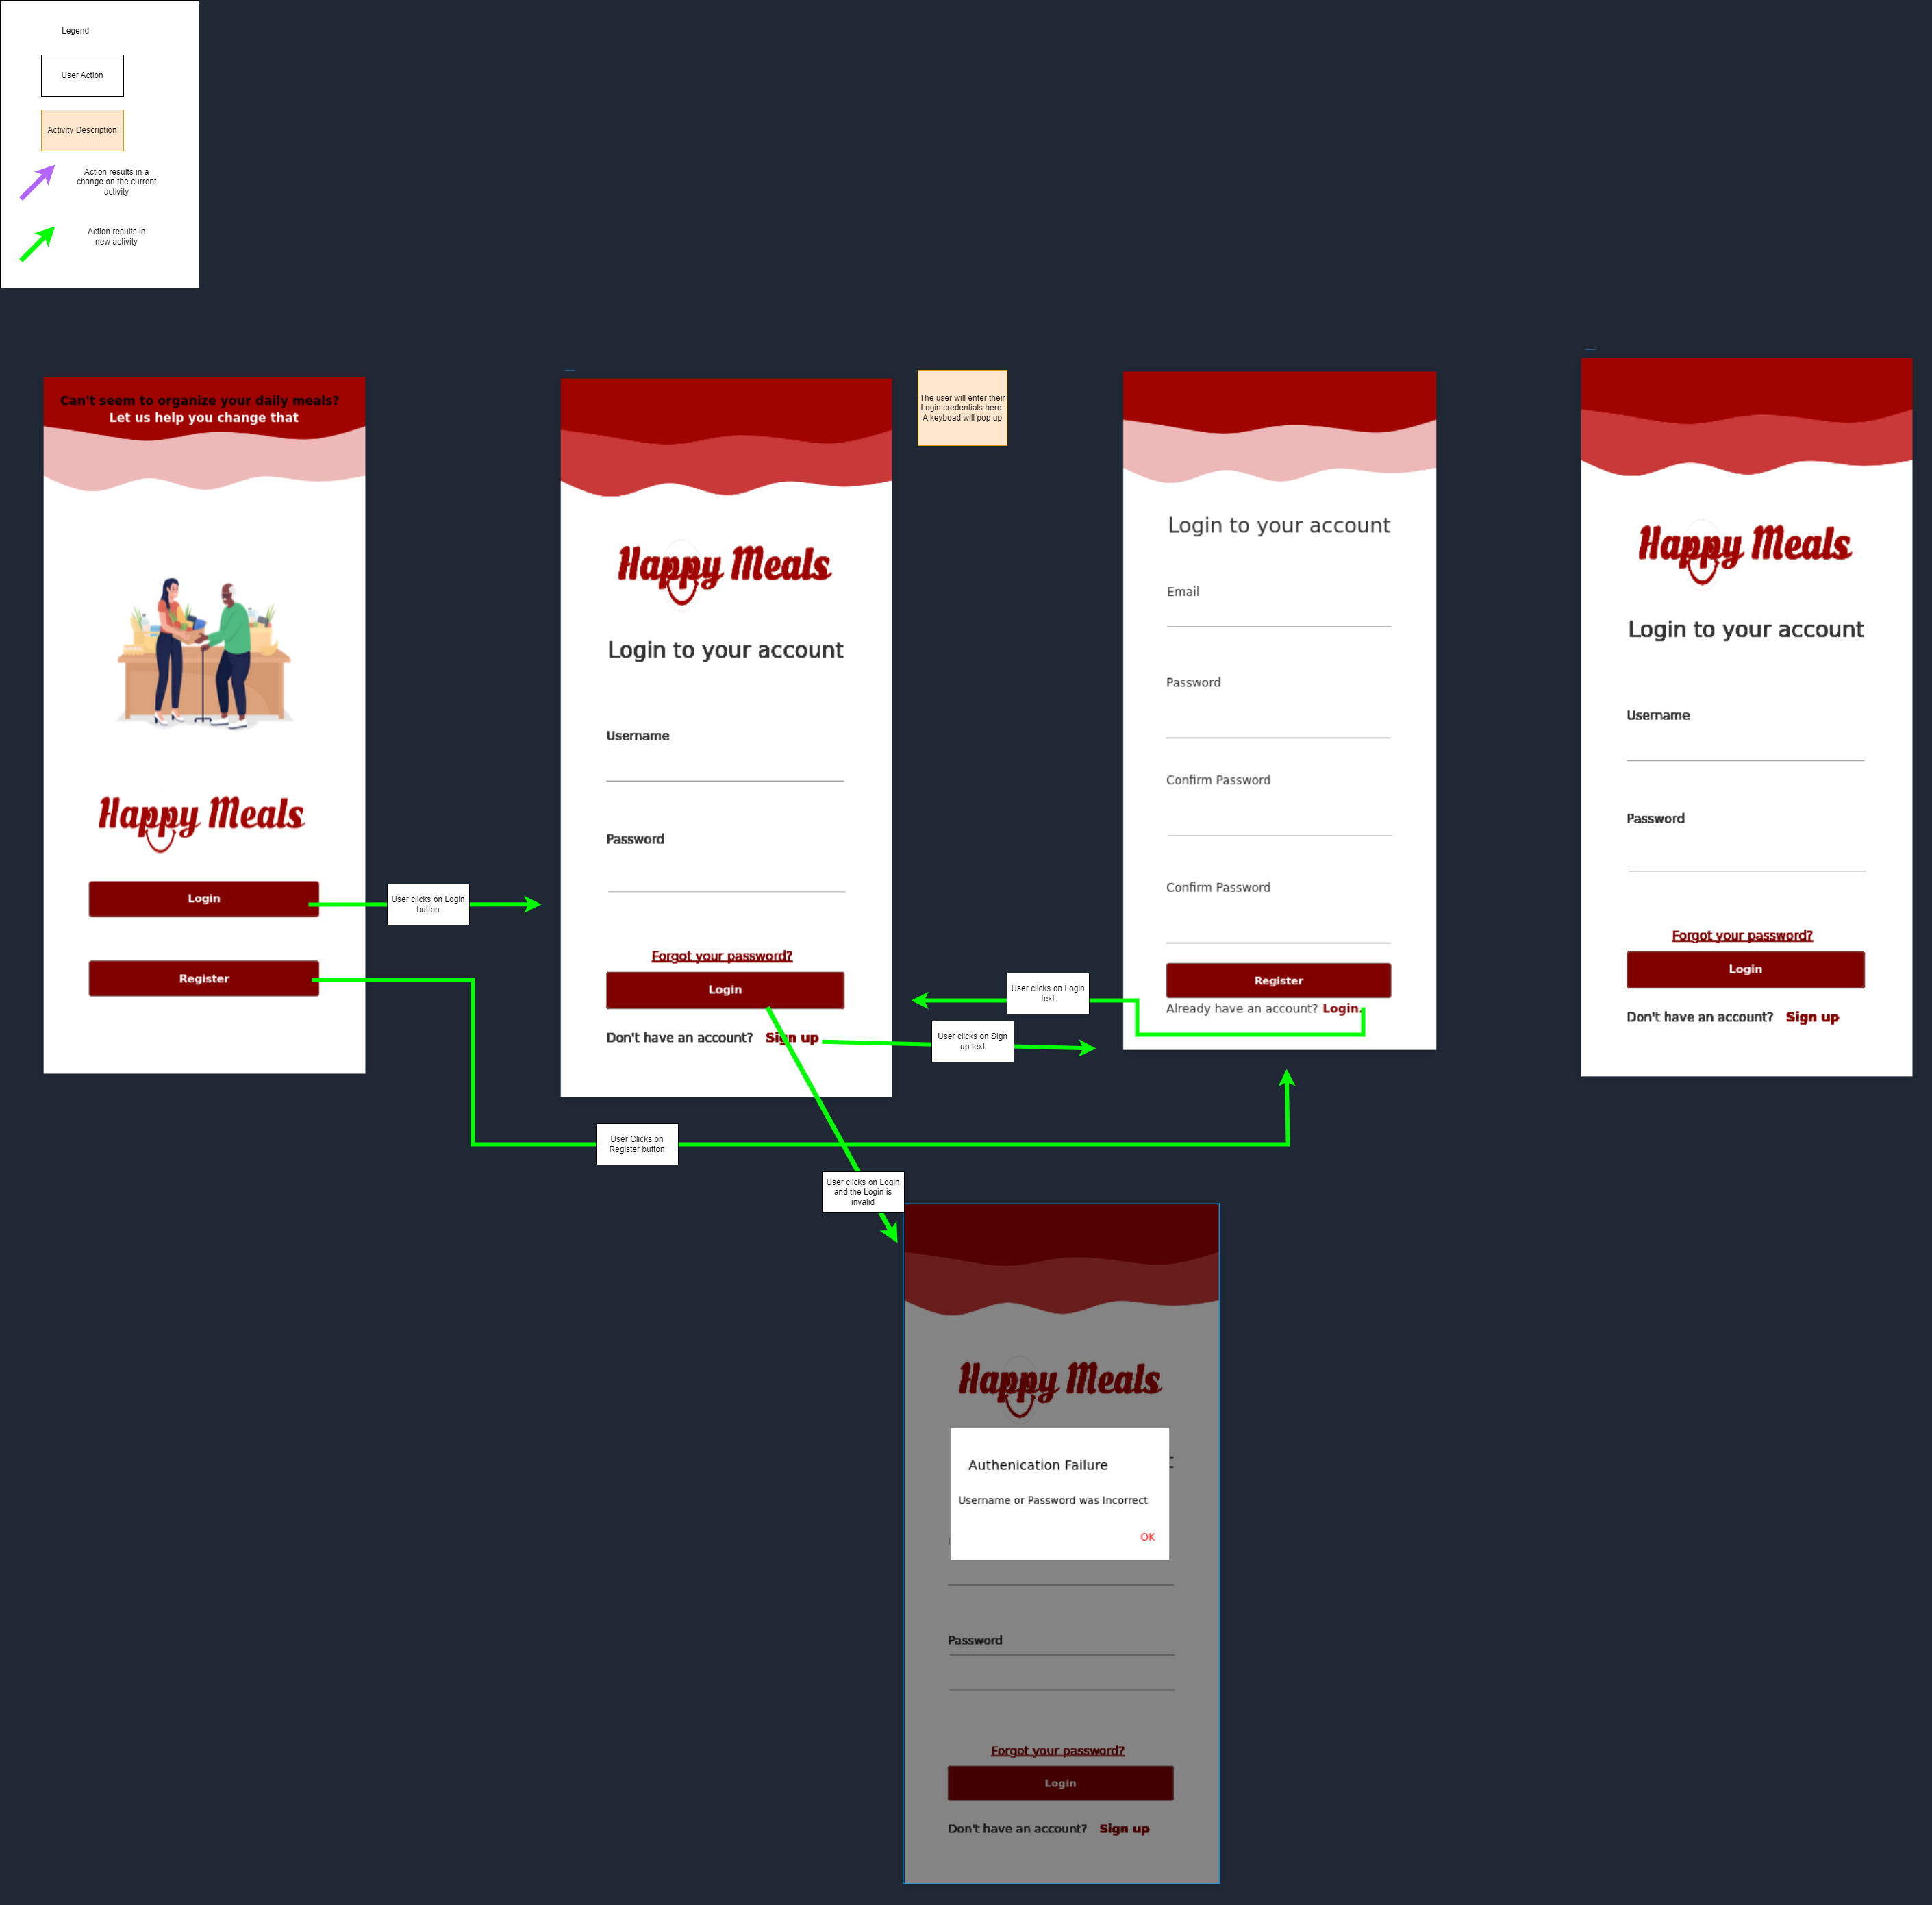 Legend
User Action
Activity Description
Action results in a
change on the current
activity
Action results in
new activity
Can't seem to organize your daily meals?
Let us help you change that
Happy Meals
Login
Register
User clicks on Login
button
User Clicks on
Register button
Happy Meals
Login to your account
Username
Password
Forgot your password?
Login
Don't have an account? Sign up
The user will enter their
Login credentials here.
A keyboad will pop up
User clicks on Login
text
User clicks on Sign
up text
User clicks on Login
and the Login is
invalid
Login to your account
Email
Password
Confirm Password
Confirm Password
Register
Already have an account? Login.
Happy Meals
Login to your account
Username
Password
Forgot your password?
Login
Don't have an account? Sign up
Happy Meals
Authenication Failure
Username or Password was Incorrect
OK
Password
Forgot your password?
Login
Don't have an account? Sign up